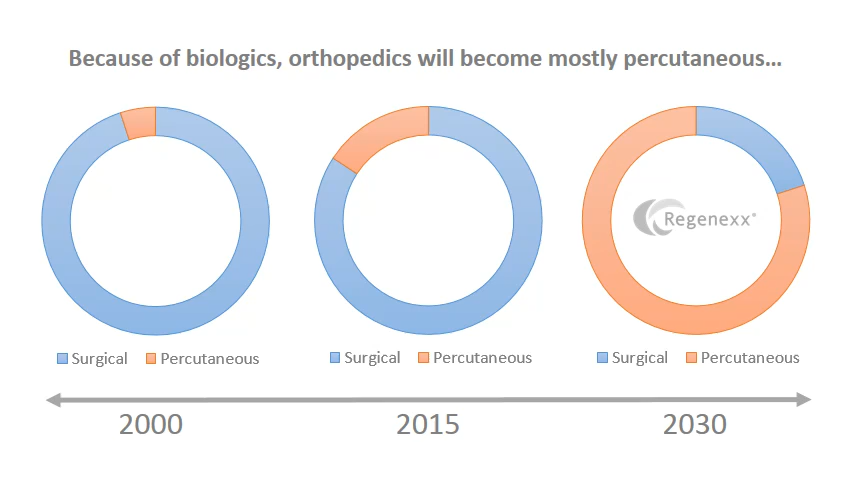 Because of biologics, orthopedics will become mostly percutaneous...
Regenexx®
Surgical Percutaneous
Surgical Percutaneous
Surgical Percutaneous
2000 2015 2030